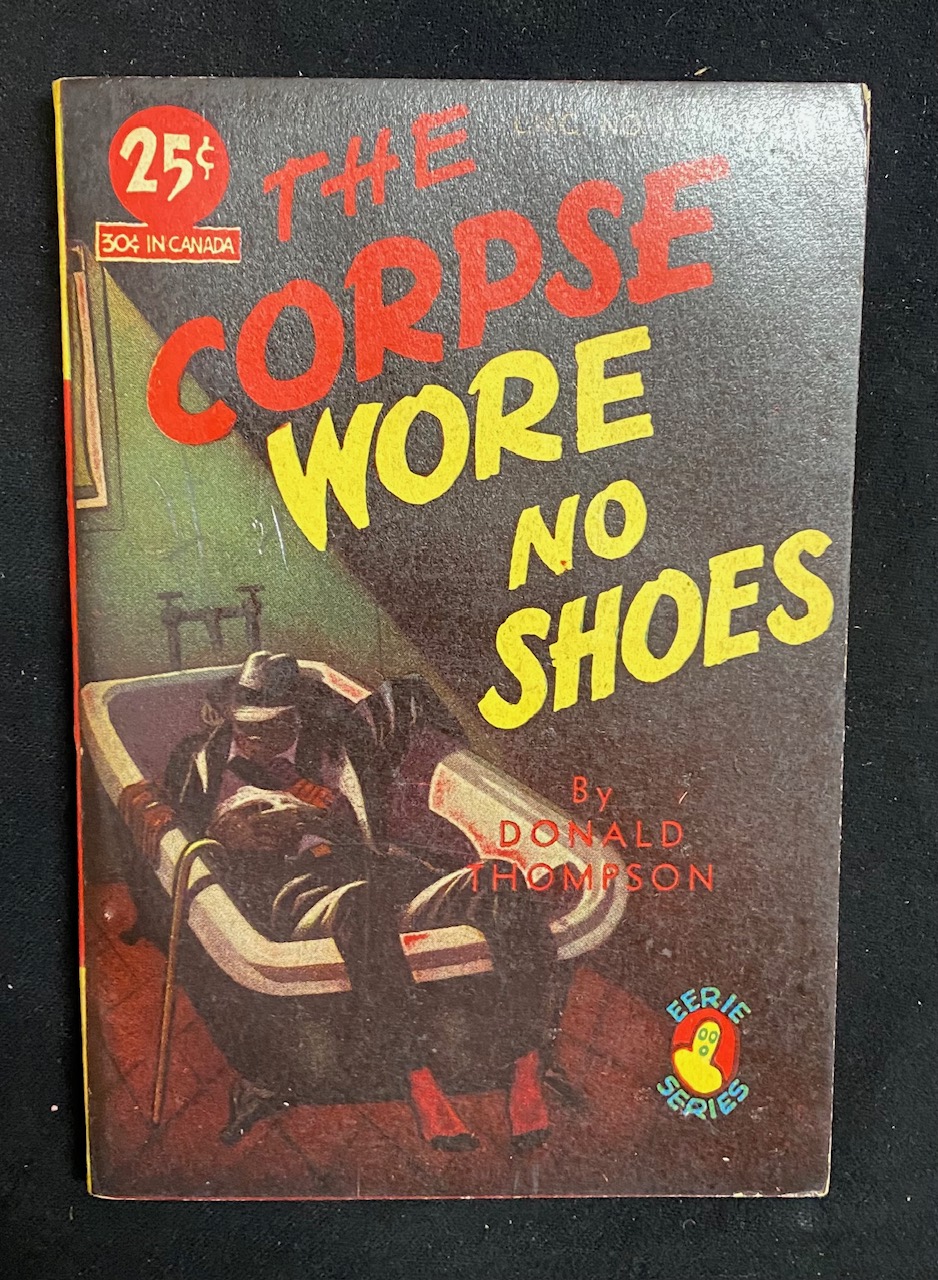 25¢
30¢ IN CANADA
THE
CORPSE
WORE
NO
SHOES
By
DONALD
THOMPSON
EERIE
SERIES